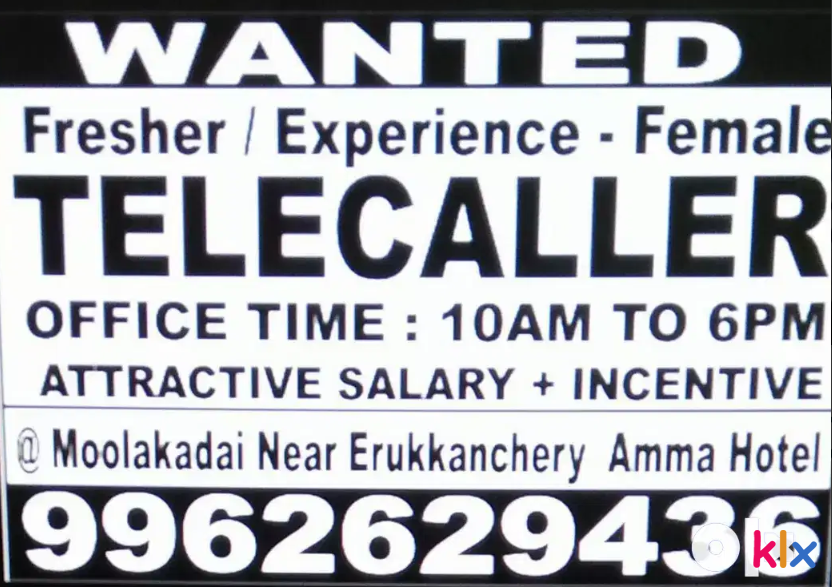 WANTED
Fresher / Experience - Female
TELECALLER
OFFICE TIME : 10AM TO 6PM
ATTRACTIVE SALARY + INCENTIVE
@ Moolakadai Near Erukkanchery Amma Hotel
9962629436
olx